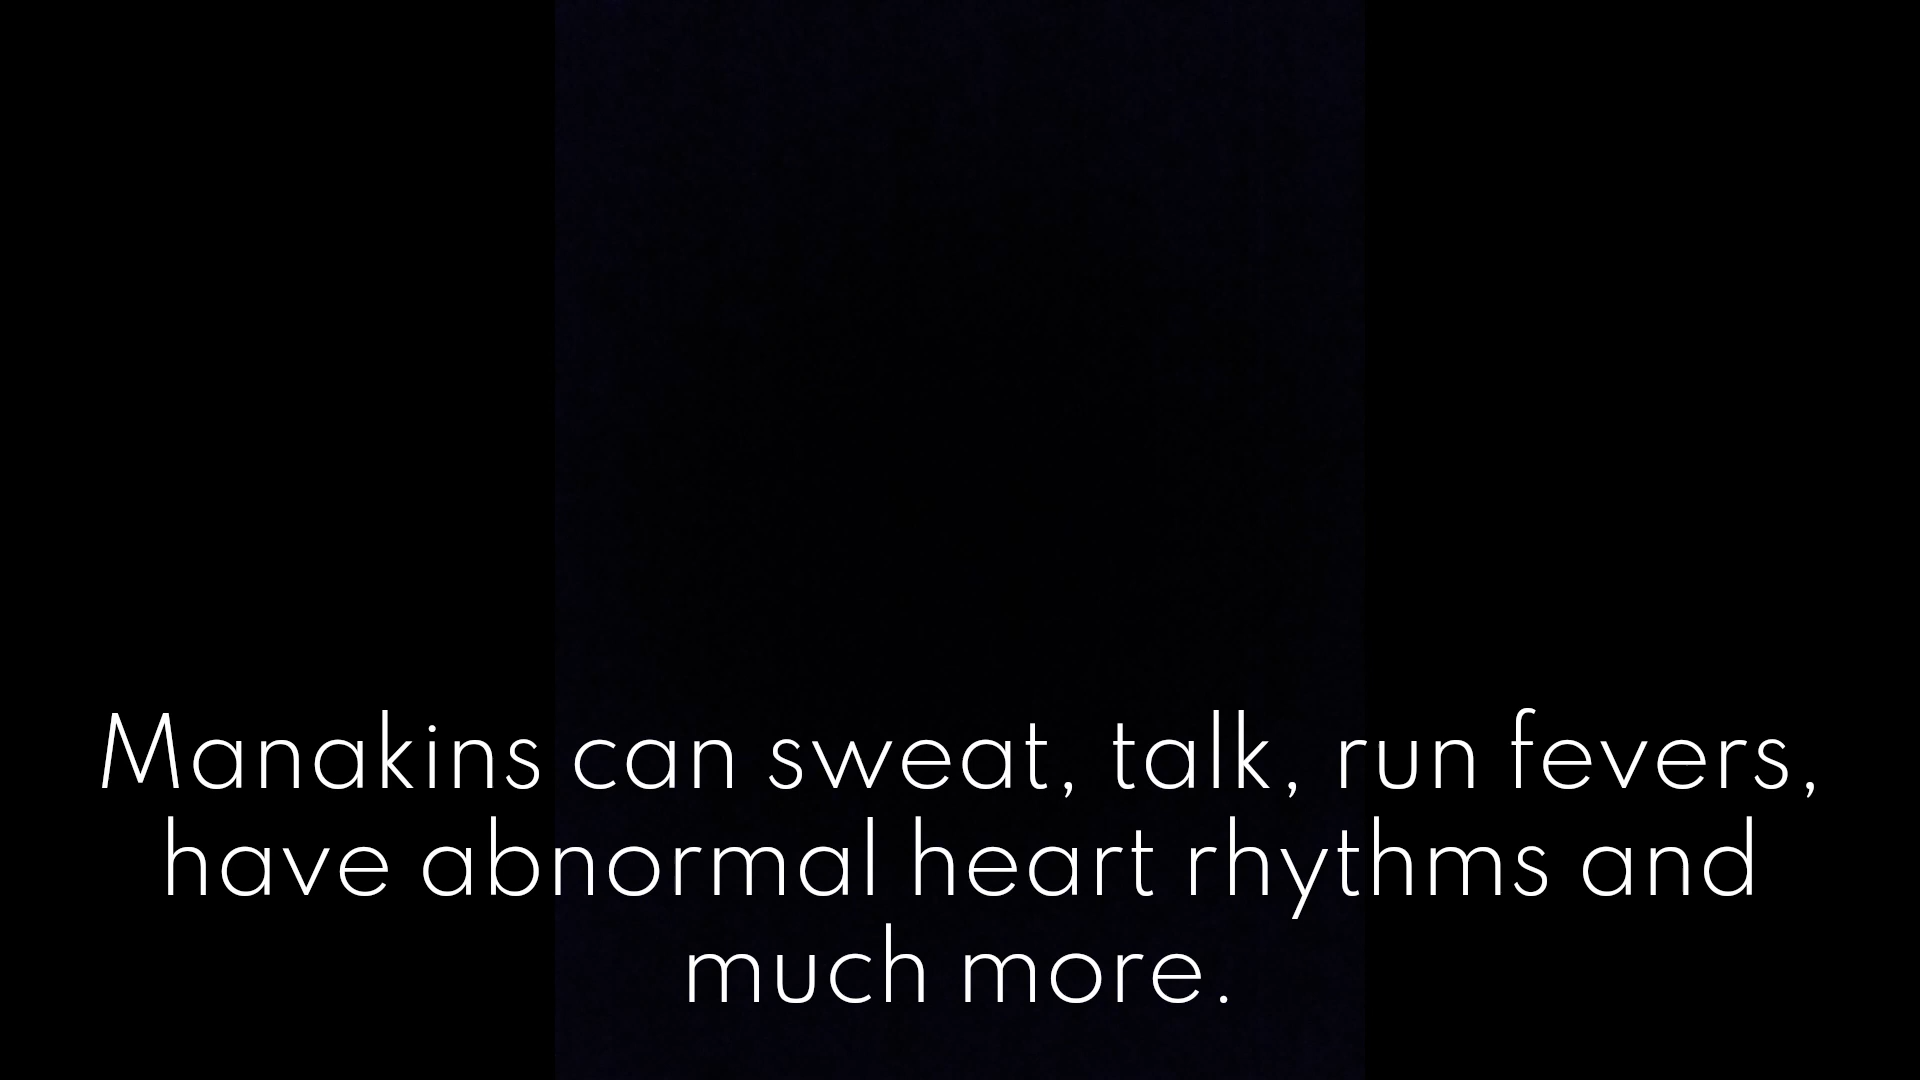 Manakins can sweat, talk, run fevers,
have abnormal heart rhythms and
much more.